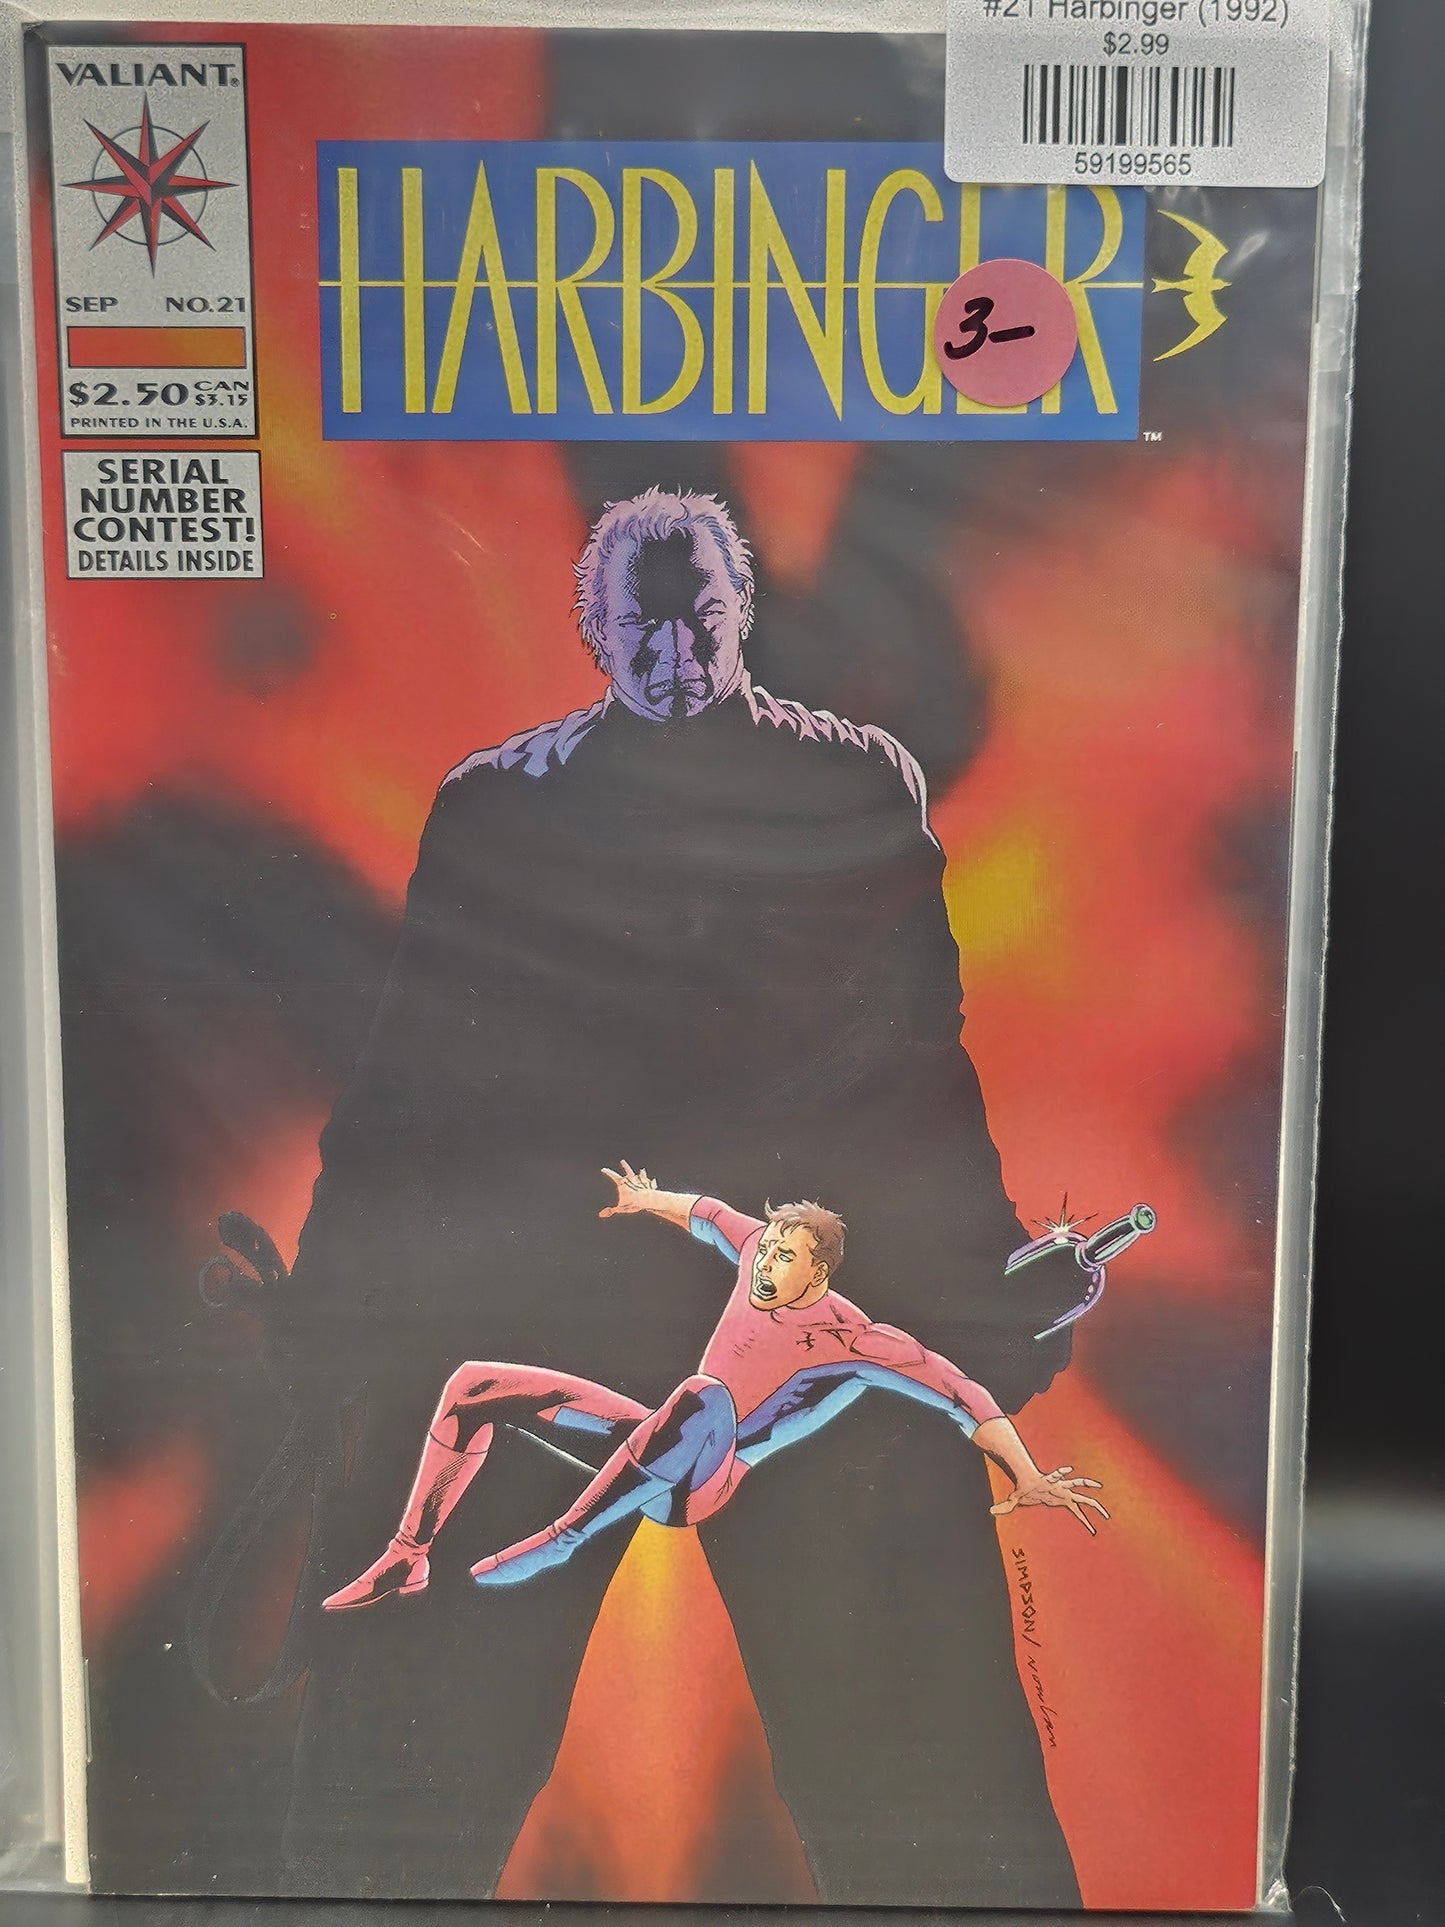 #21 Harbinger (1992)
$2.99
59199565
VALIANT®
SEP NO.21
$2.50 CAN $3.15
PRINTED IN THE U.S.A.
SERIAL
NUMBER
CONTEST!
DETAILS INSIDE
HARBINGER
TM
3-
SIMPSON/ Nowlan